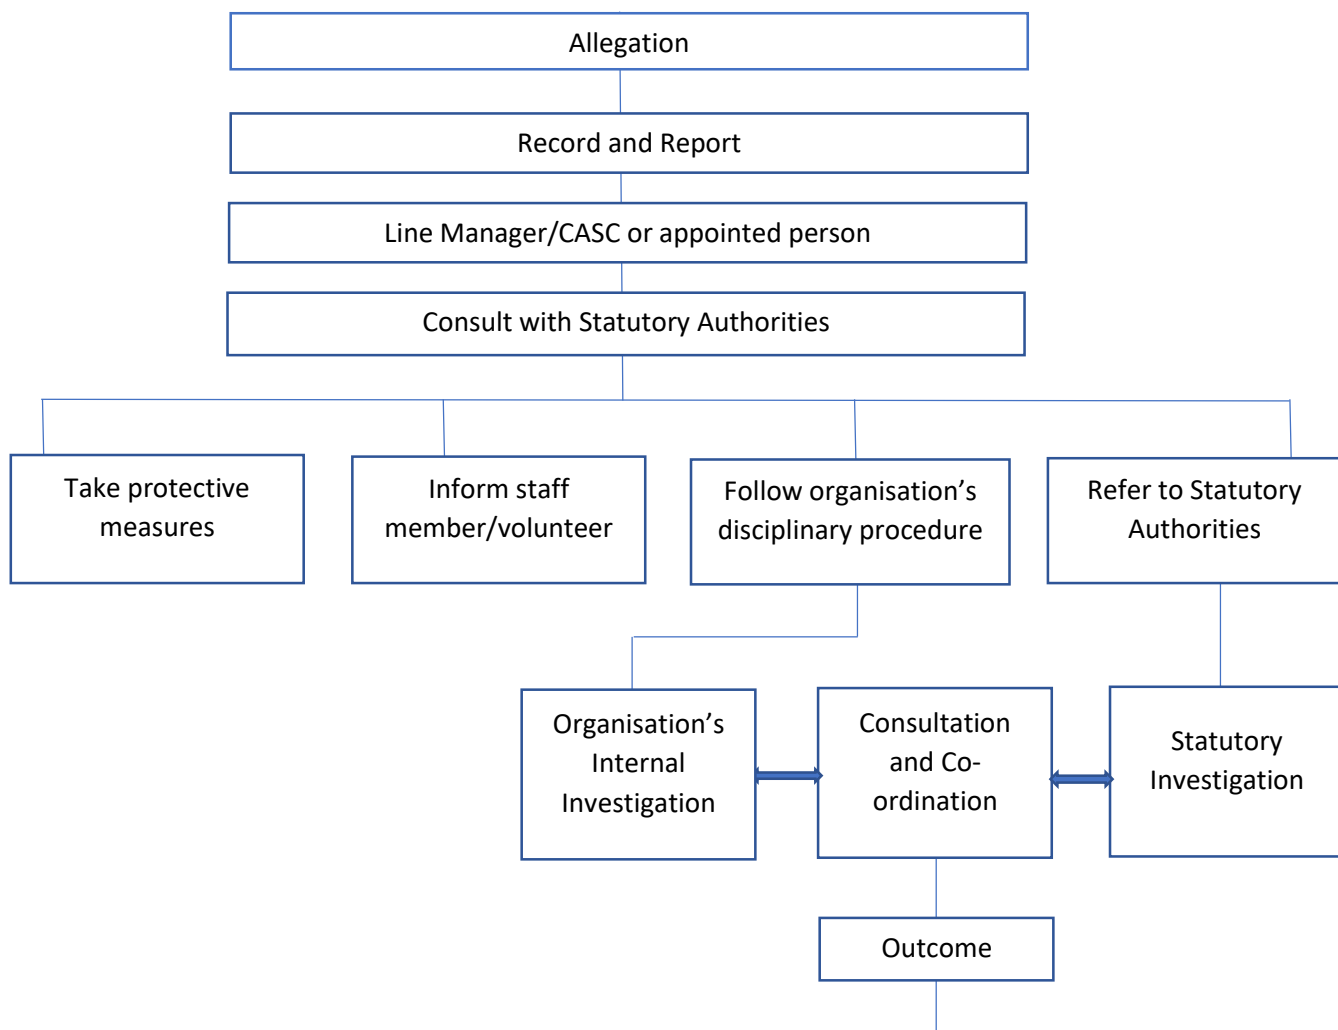 Allegation
Record and Report
Line Manager/CASC or appointed person
Consult with Statutory Authorities
Take protective
measures
Inform staff
member/volunteer
Follow organisation’s
disciplinary procedure
Refer to Statutory
Authorities
Organisation’s
Internal
Investigation
Consultation
and Co-
ordination
Statutory
Investigation
Outcome